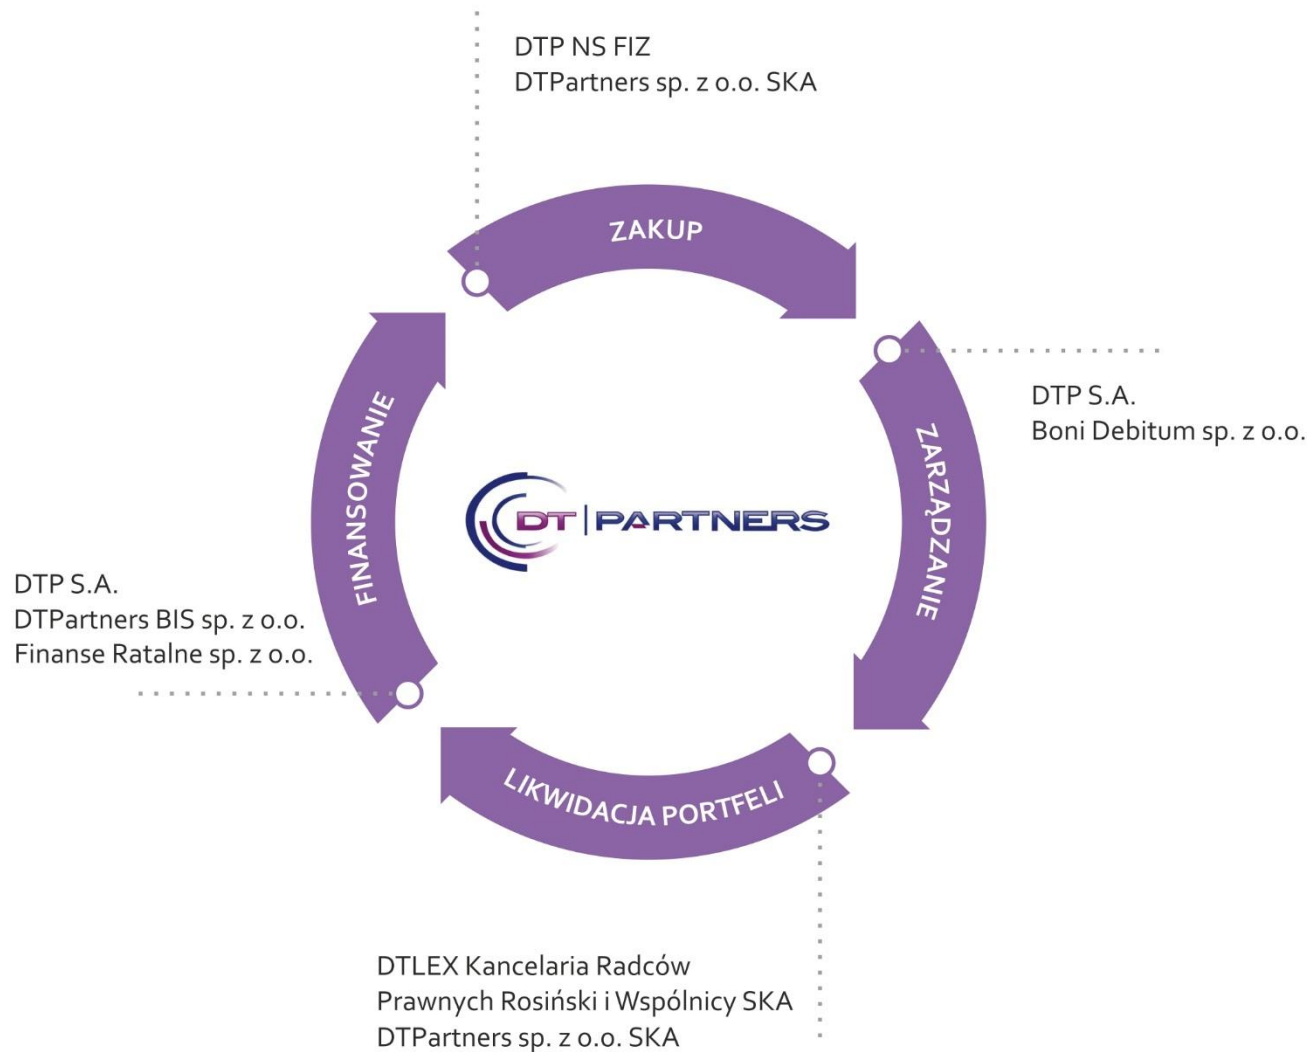 DTP NS FIZ
DTPartners sp. z o.o. SKA
ZAKUP
DTP S.A.
Boni Debitum sp. z o.o.
ZARZĄDZANIE
FINANSOWANIE
DT|PARTNERS
DTP S.A.
DTPartners BIS sp. z o.o.
Finanse Ratalne sp. z o.o.
LIKWIDACJA PORTFELI
DTLEX Kancelaria Radców
Prawnych Rosiński i Wspólnicy SKA
DTPartners sp. z o.o. SKA